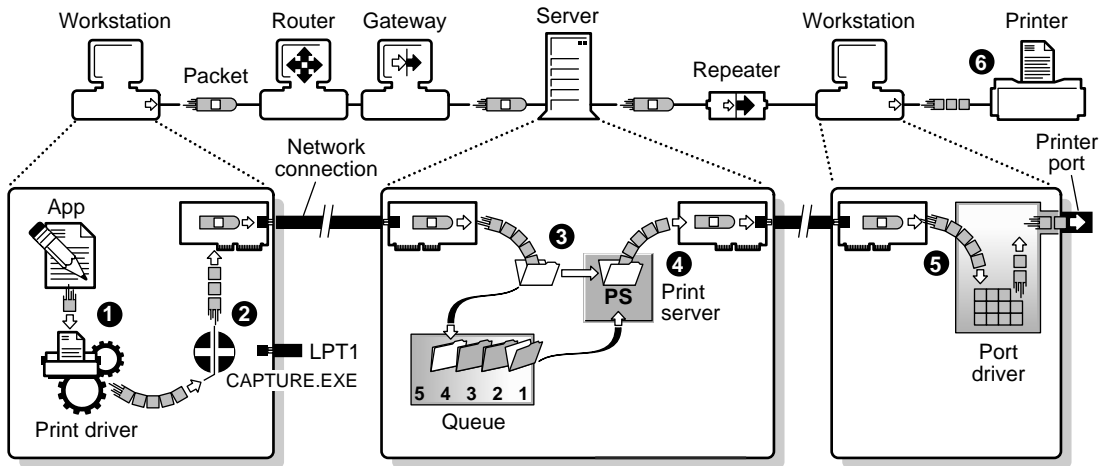 Workstation
Router
Gateway
Server
Workstation
Printer
Packet
Repeater
6
Network
connection
Printer
port
App
1
2
3
4
5
PS
Print
server
LPT1
CAPTURE.EXE
Print driver
5 4 3 2 1
Queue
Port
driver